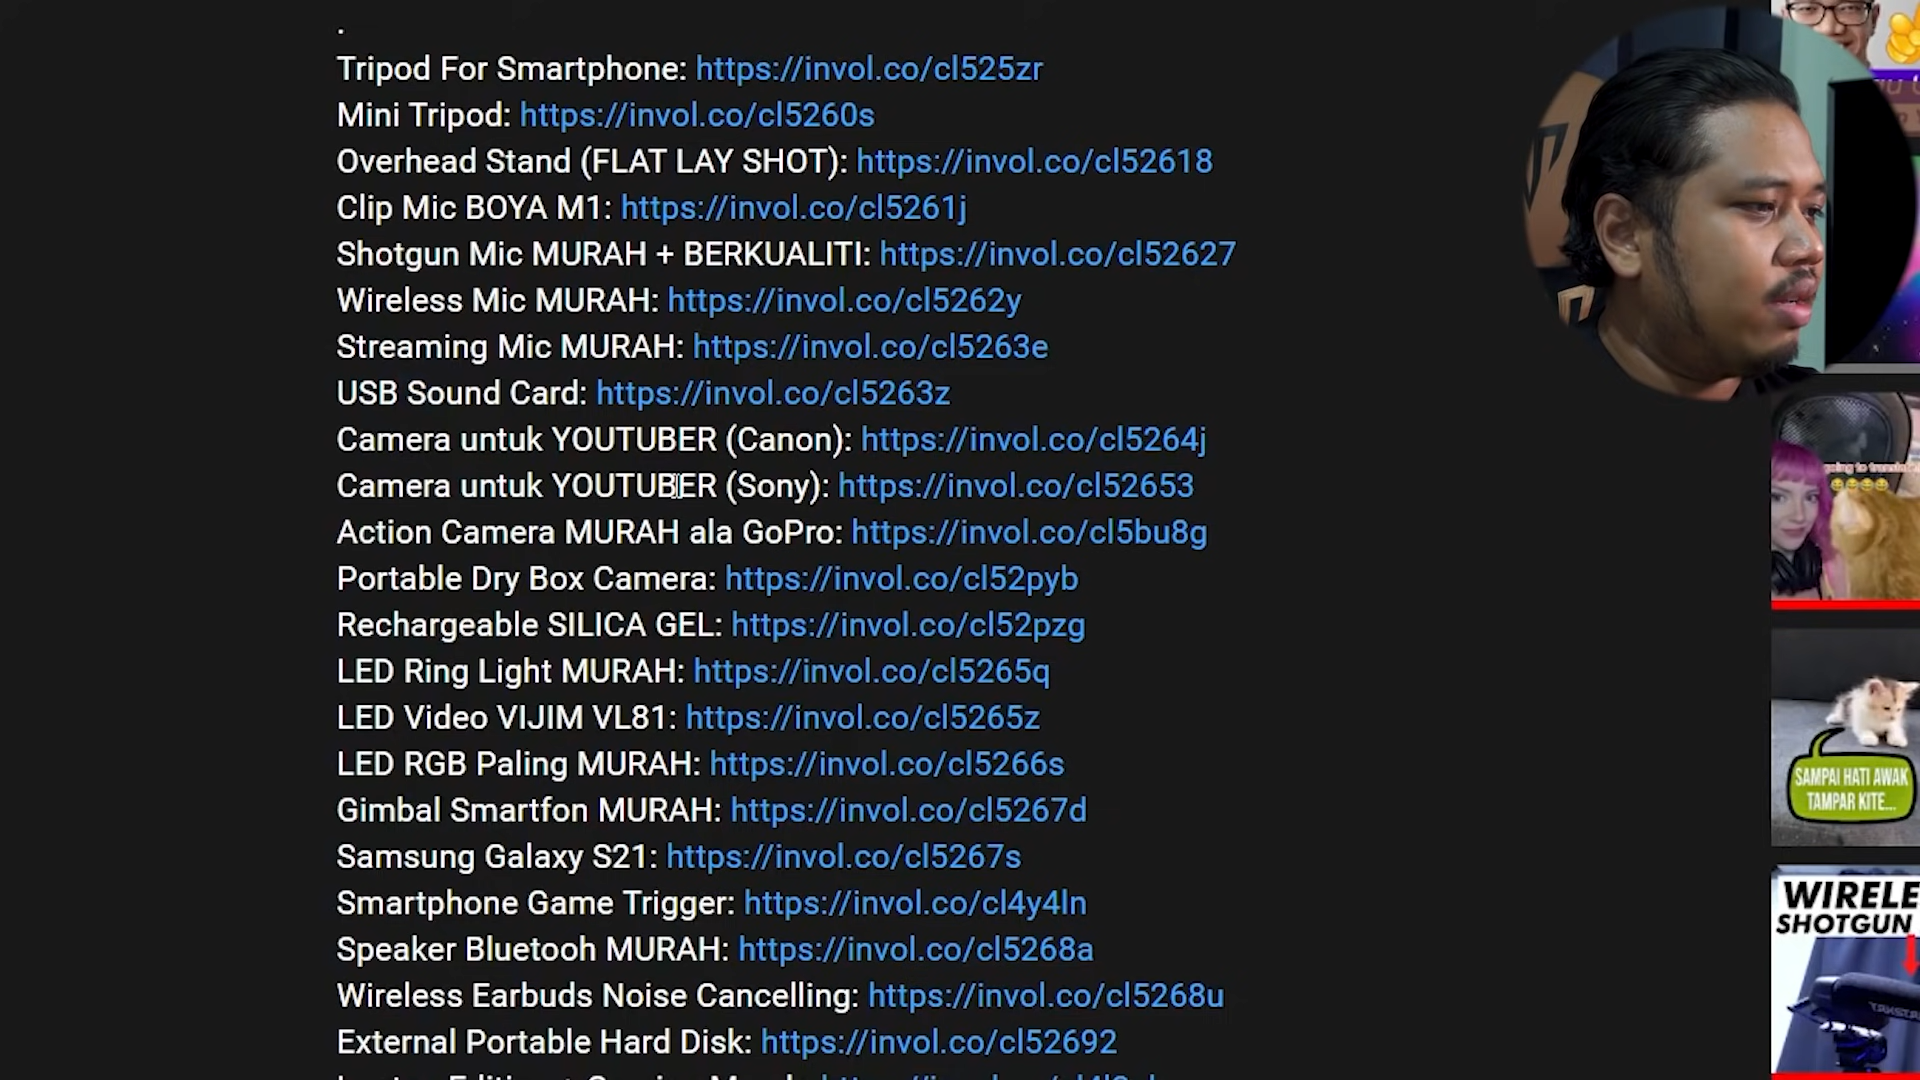 .
Tripod For Smartphone: https://invol.co/cl525zr
Mini Tripod: https://invol.co/cl5260s
Overhead Stand (FLAT LAY SHOT): https://invol.co/cl52618
Clip Mic BOYA M1: https://invol.co/cl5261j
Shotgun Mic MURAH + BERKUALITI: https://invol.co/cl52627
Wireless Mic MURAH: https://invol.co/cl5262y
Streaming Mic MURAH: https://invol.co/cl5263e
USB Sound Card: https://invol.co/cl5263z
Camera untuk YOUTUBER (Canon): https://invol.co/cl5264j
Camera untuk YOUTUBER (Sony): https://invol.co/cl52653
Action Camera MURAH ala GoPro: https://invol.co/cl5bu8g
Portable Dry Box Camera: https://invol.co/cl52pyb
Rechargeable SILICA GEL: https://invol.co/cl52pzg
LED Ring Light MURAH: https://invol.co/cl5265q
LED Video VIJIM VL81: https://invol.co/cl5265z
LED RGB Paling MURAH: https://invol.co/cl5266s
Gimbal Smartfon MURAH: https://invol.co/cl5267d
Samsung Galaxy S21: https://invol.co/cl5267s
Smartphone Game Trigger: https://invol.co/cl4y4ln
Speaker Bluetooh MURAH: https://invol.co/cl5268a
Wireless Earbuds Noise Cancelling: https://invol.co/cl5268u
External Portable Hard Disk: https://invol.co/cl52692
going to
SAMPAI HATI AWAK
TAMPAR KITE...
WIRELE
SHOTGUN